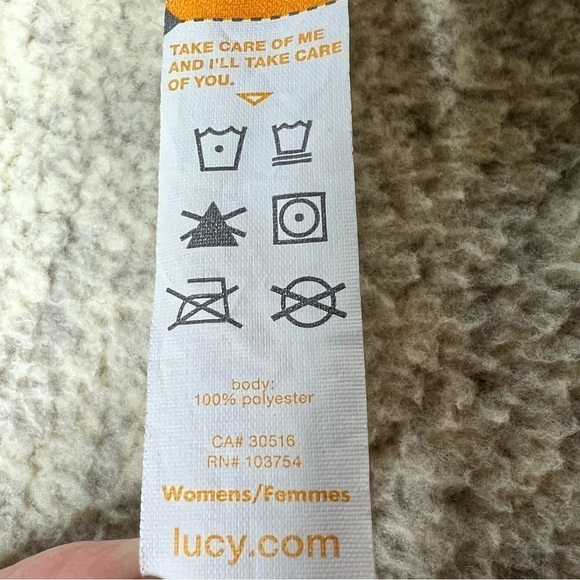 TAKE CARE OF ME
AND I'LL TAKE CARE
OF YOU.
body:
100% polyester
CA# 30516
RN# 103754
Womens/Femmes
lucy.com